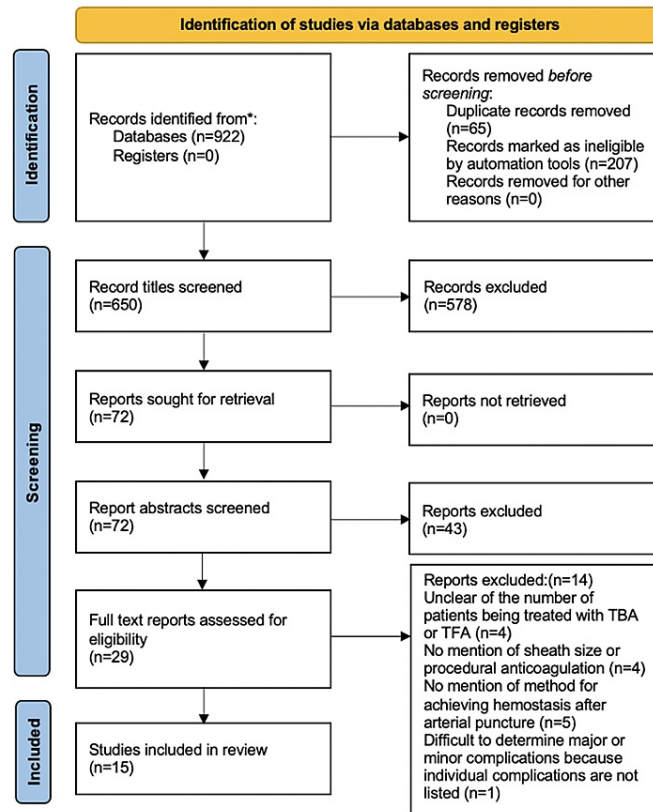 Identification of studies via databases and registers
Identification
Records identified from*:
Databases (n=922)
Registers (n=0)
Records removed before
screening:
Duplicate records removed
(n=65)
Records marked as ineligible
by automation tools (n=207)
Records removed for other
reasons (n=0)
Screening
Record titles screened
(n=650)
Records excluded
(n=578)
Reports sought for retrieval
(n=72)
Reports not retrieved
(n=0)
Report abstracts screened
(n=72)
Reports excluded
(n=43)
Full text reports assessed for
eligibility
(n=29)
Reports excluded:(n=14)
Unclear of the number of
patients being treated with TBA
or TFA (n=4)
No mention of sheath size or
procedural anticoagulation (n=4)
No mention of method for
achieving hemostasis after
arterial puncture (n=5)
Difficult to determine major or
minor complications because
individual complications are not
listed (n=1)
Included
Studies included in review
(n=15)